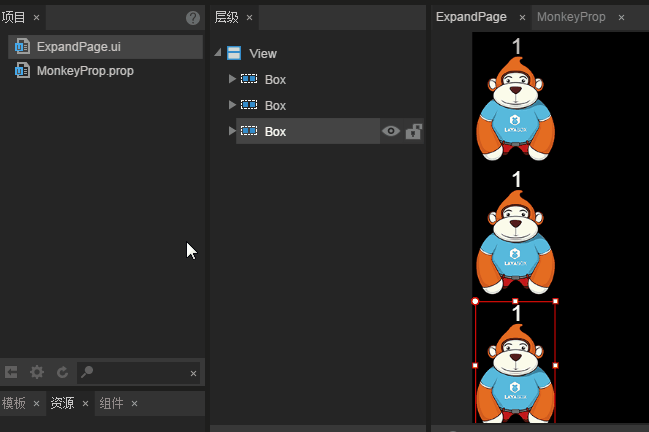 项目 ×
ExpandPage.ui
MonkeyProp.prop
×
模板 × 资源 × 组件 ×
层级 ×
View
Box
Box
Box
ExpandPage × MonkeyProp ×
1
LAYABOX
1
LAYABOX
1
LAYABOX